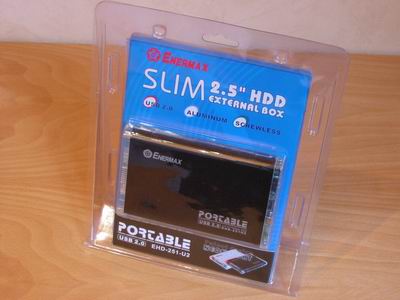 ENERMAX
SLIM 2.5" HDD
EXTERNAL BOX
USB 2.0 ALUMINUM SCREWLESS
ENERMAX
PORTABLE
PORTABLE
USB 2.0 EHD-251-U2